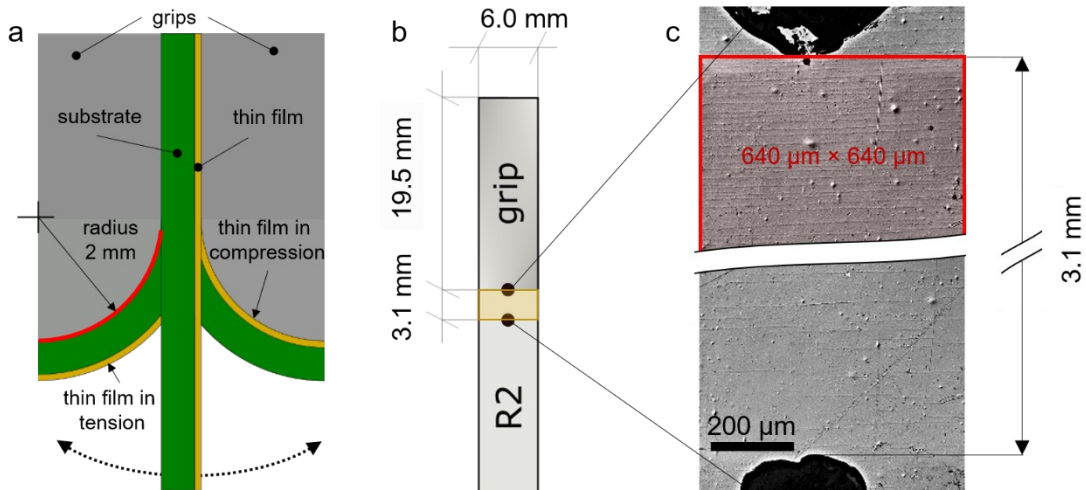 a
grips
substrate
thin film
radius
2 mm
thin film in
compression
thin film in
tension
b
6.0 mm
19.5 mm
3.1 mm
grip
R2
c
640 µm × 640 µm
3.1 mm
200 µm